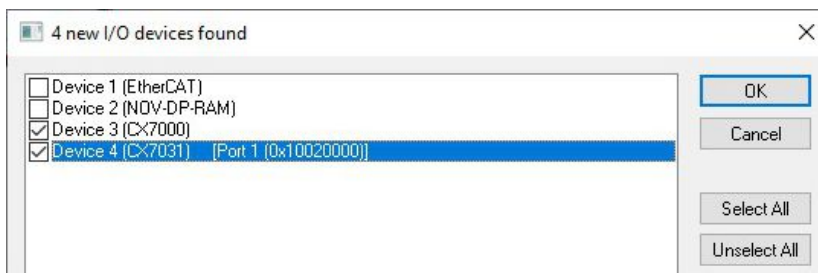 4 new I/O devices found
Device 1 (EtherCAT)
Device 2 (NOV-DP-RAM)
Device 3 (CX7000)
Device 4 (CX7031) [Port 1 (0x10020000)]
OK
Cancel
Select All
Unselect All